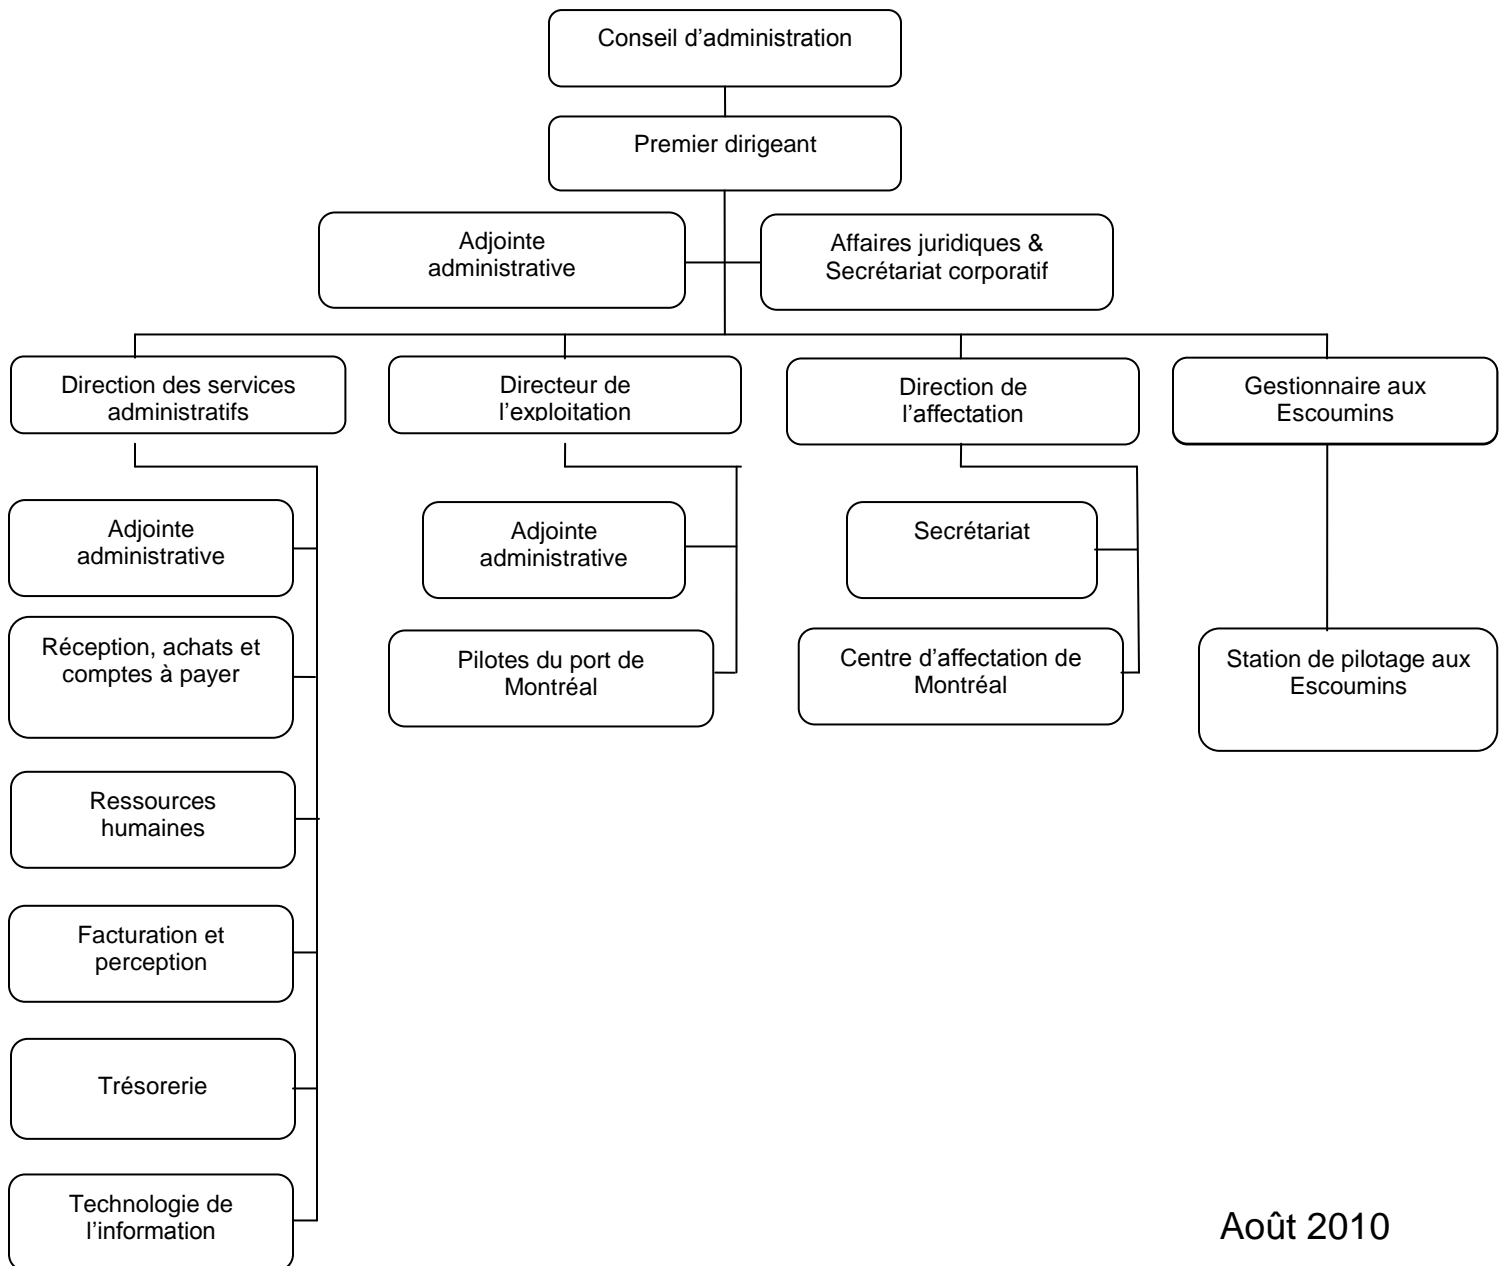 Conseil d’administration
Premier dirigeant
Adjointe
administrative
Affaires juridiques &
Secrétariat corporatif
Direction des services
administratifs
Directeur de
l’exploitation
Direction de
l’affectation
Gestionnaire aux
Escoumins
Adjointe
administrative
Adjointe
administrative
Secrétariat
Réception, achats et
comptes à payer
Pilotes du port de
Montréal
Centre d’affectation de
Montréal
Station de pilotage aux
Escoumins
Ressources
humaines
Facturation et
perception
Trésorerie
Technologie de
l’information
Août 2010